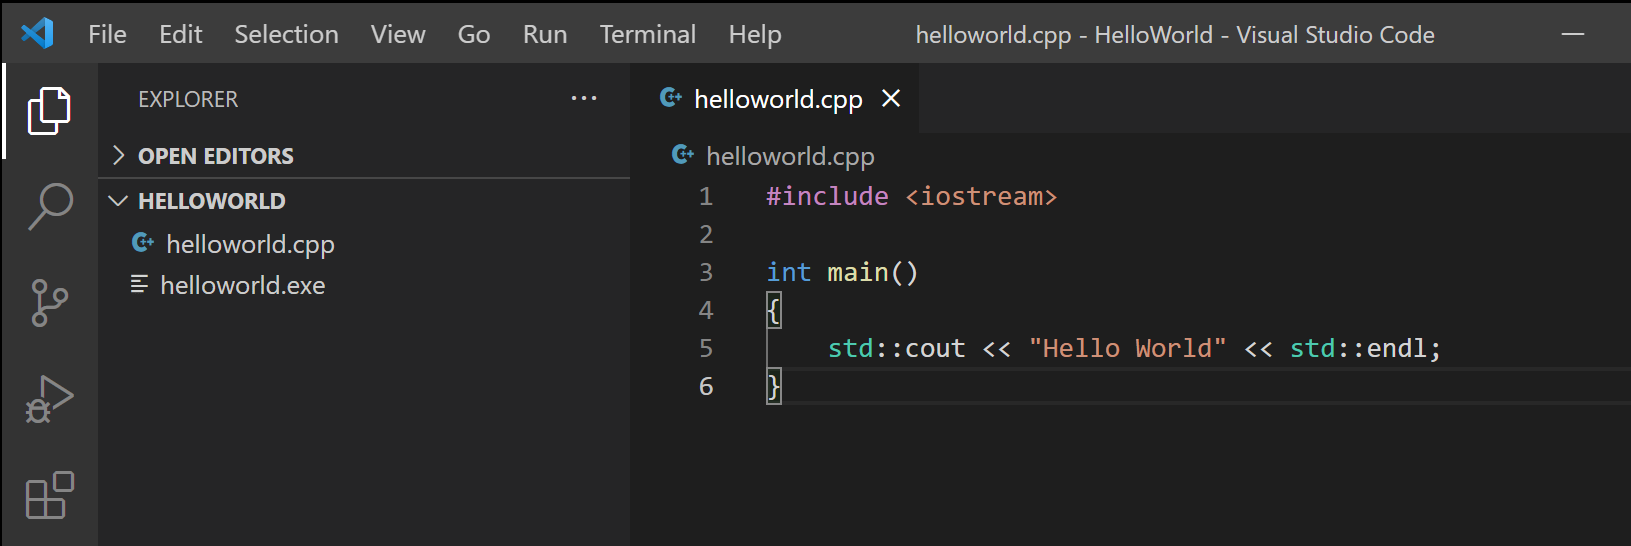 File Edit Selection View Go Run Terminal Help helloworld.cpp - HelloWorld - Visual Studio Code
EXPLORER ···
OPEN EDITORS
HELLOWORLD
helloworld.cpp
helloworld.exe
helloworld.cpp
helloworld.cpp
1 #include <iostream>
2
3 int main()
4 {
5     std::cout << "Hello World" << std::endl;
6 }